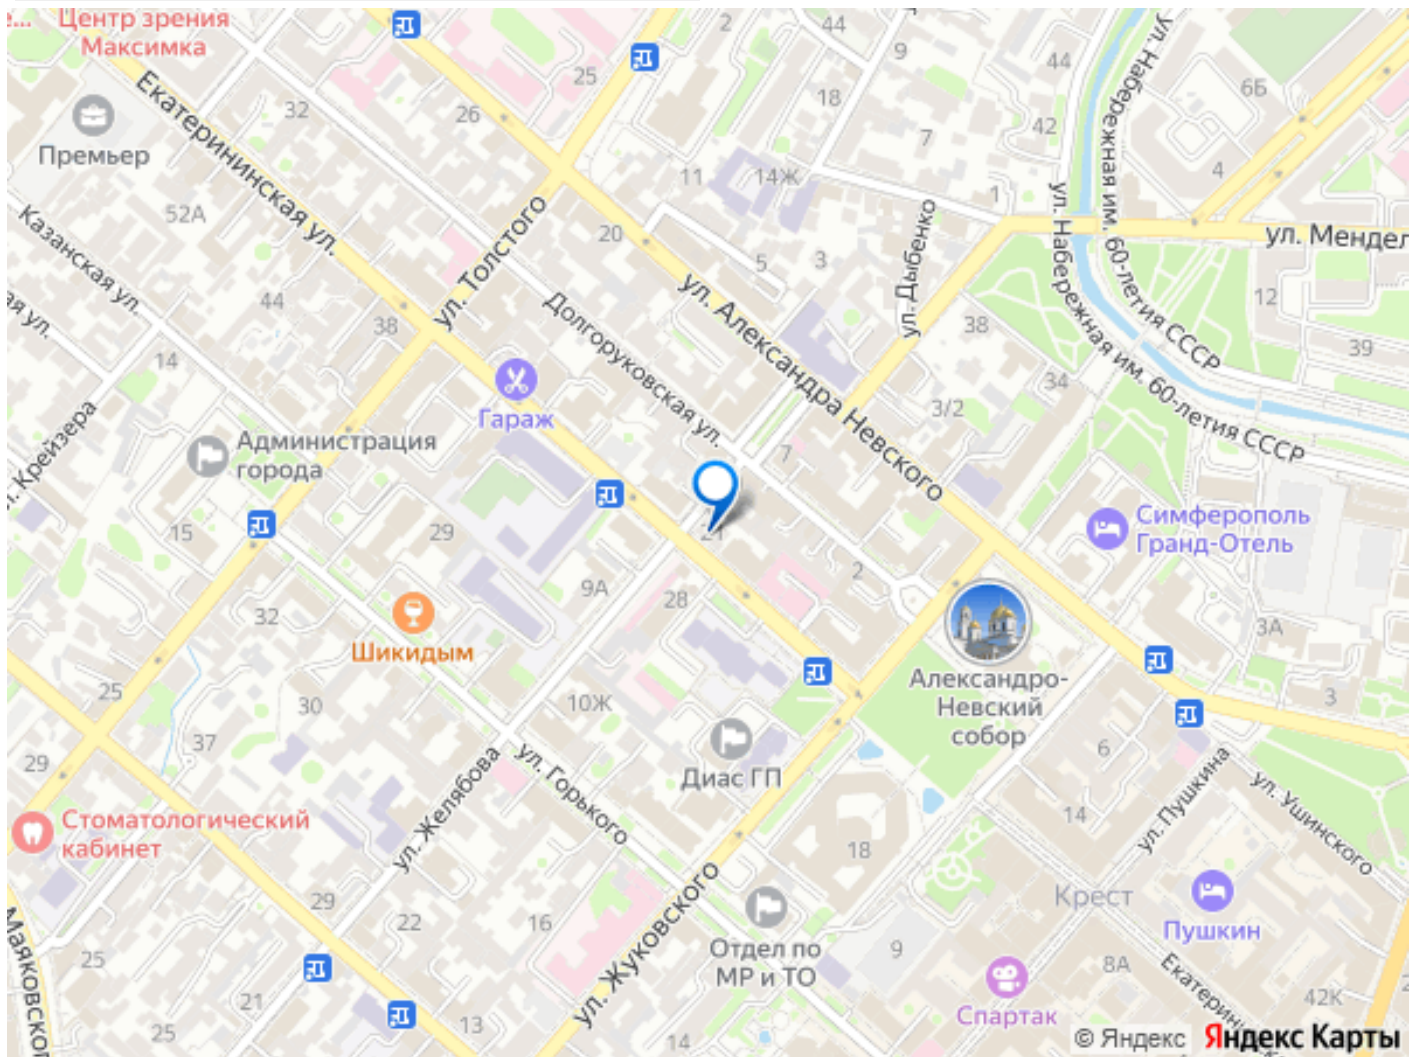 е...
Центр зрения
Максимка
2
44
9
ул. Набережная им. 60-летия СССР
44
6Б
25
32
26
18
42
7
Екатерининская ул.
Премьер
11
14Ж
4
1
52А
ул. Толстого
20
5
3
ул. Дыбенко
ул. Набережная им. 60-летия СССР
ул. Мендел
Казанская ул.
ая ул.
44
38
Долгоруковская ул.
ул. Александра Невского
38
12
39
14
34
Гараж
3/2
л. Крейзера
Администрация
города
7
15
29
21
Симферополь
Гранд-Отель
9А
28
2
32
3А
Шикидым
Александро-
Невский
собор
25
30
10Ж
3
37
29
Диас ГП
6
ул. Желябова
ул. Горького
ул. Пушкина
ул. Ушинского
Стоматологический
кабинет
14
18
29
22
16
ул. Жуковского
Крест
Пушкин
Маяковског
25
Отдел по
МР и ТО
9
8А
Екатерини
21
42К
2
25
13
14
Спартак
© Яндекс
Яндекс Карты